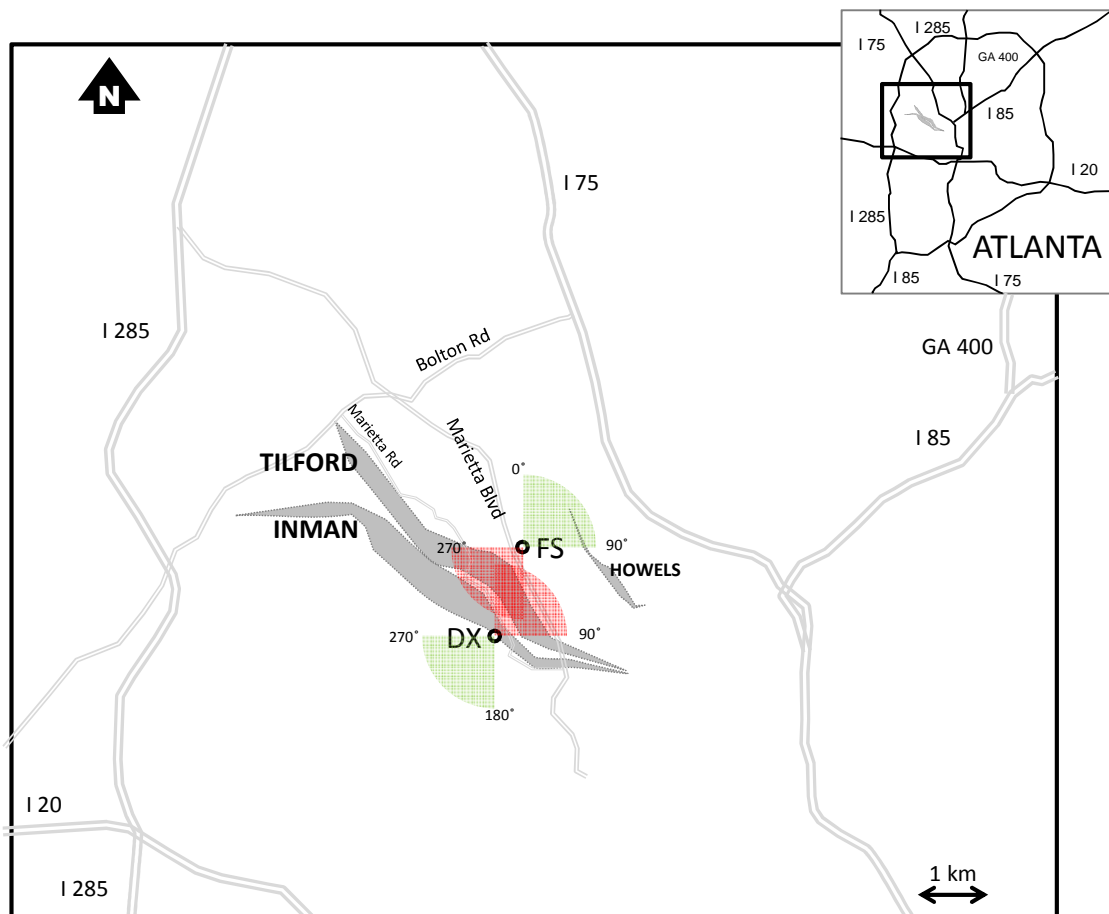 I 285
I 75
GA 400
I 85
I 20
I 285
ATLANTA
I 85
I 75
N
I 75
I 285
GA 400
Bolton Rd
I 85
Marietta Rd
Marietta Blvd
TILFORD
0°
INMAN
270°
FS
90°
HOWELS
DX
270°
90°
180°
I 20
I 285
1 km